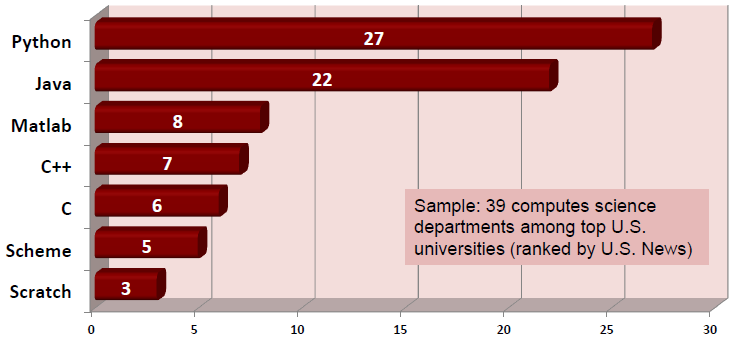 Python 27
Java 22
Matlab 8
C++ 7
C 6
Scheme 5
Scratch 3
Sample: 39 computes science
departments among top U.S.
universities (ranked by U.S. News)
0 5 10 15 20 25 30